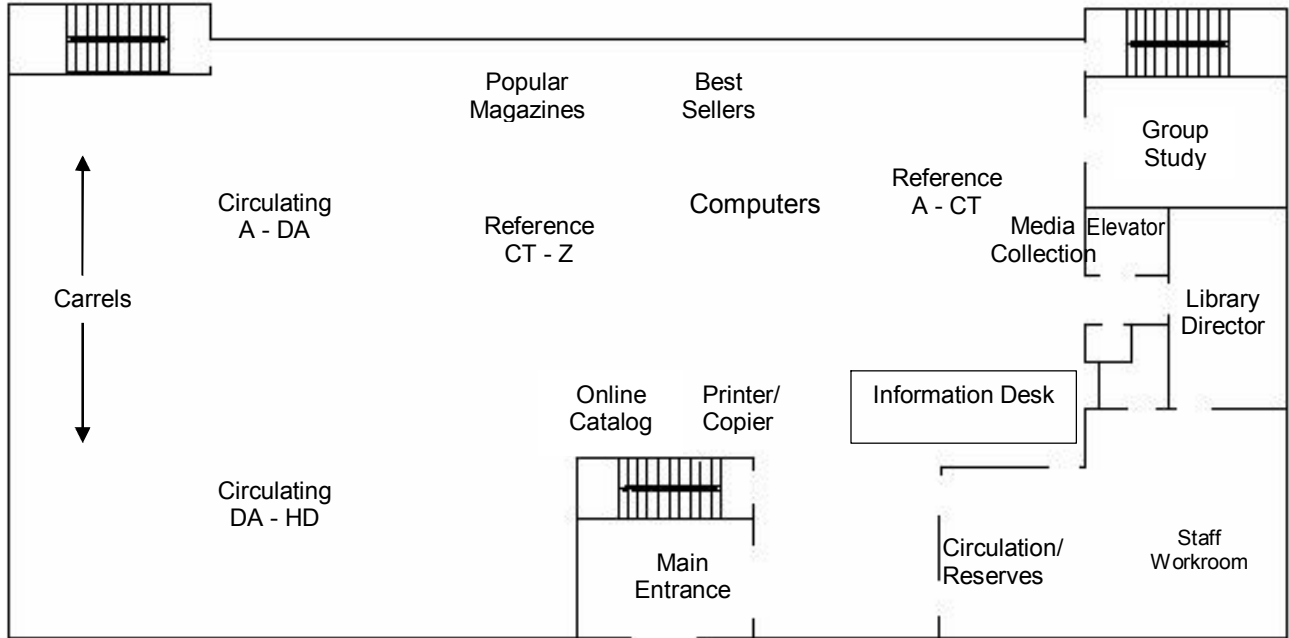 Popular
Magazines
Best
Sellers
Group
Study
Circulating
A - DA
Reference
CT - Z
Computers
Reference
A - CT
Media
Collection
Elevator
Carrels
Library
Director
Online
Catalog
Printer/
Copier
Information Desk
Circulating
DA - HD
Main
Entrance
Circulation/
Reserves
Staff
Workroom